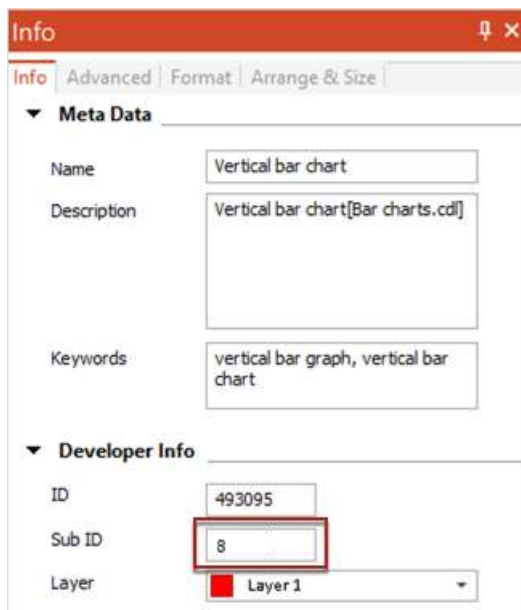 Info
Info Advanced Format Arrange & Size
Meta Data
Name Vertical bar chart
Description Vertical bar chart[Bar charts.cdl]
Keywords vertical bar graph, vertical bar
chart
Developer Info
ID 493095
Sub ID 8
Layer Layer 1